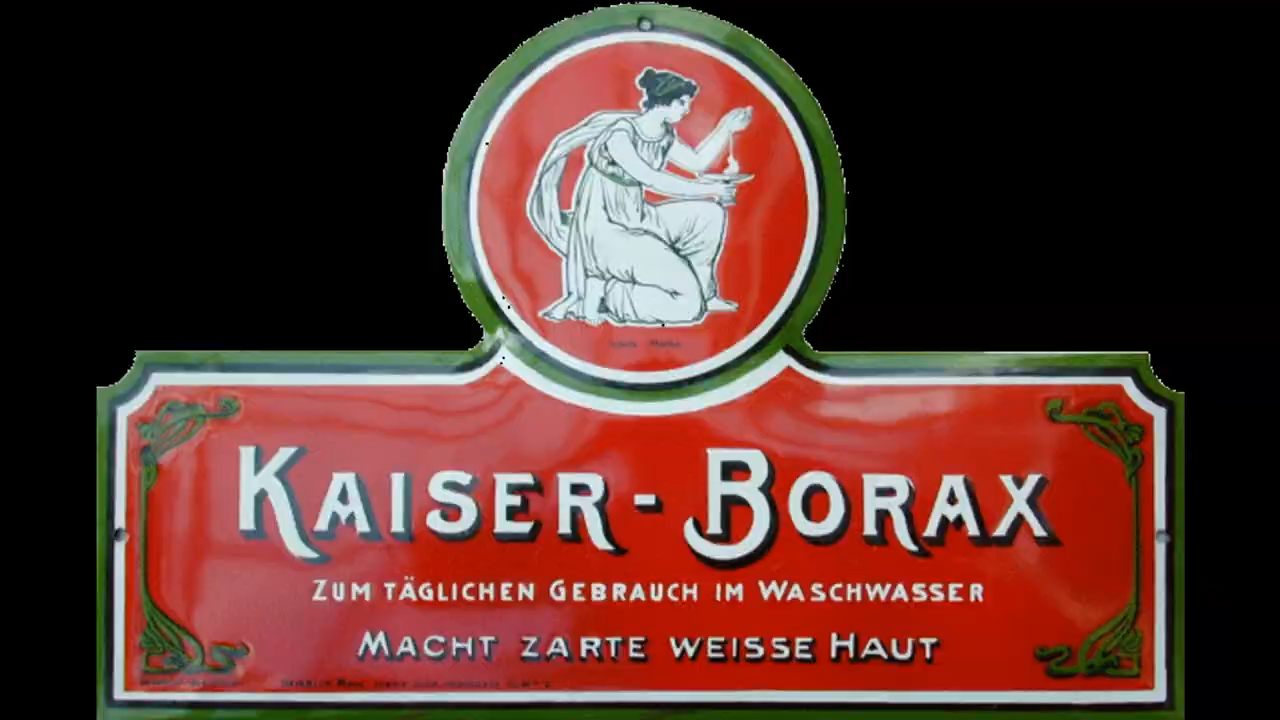 KAISER-BORAX
ZUM TÄGLICHEN GEBRAUCH IM WASCHWASSER
MACHT ZARTE WEISSE HAUT